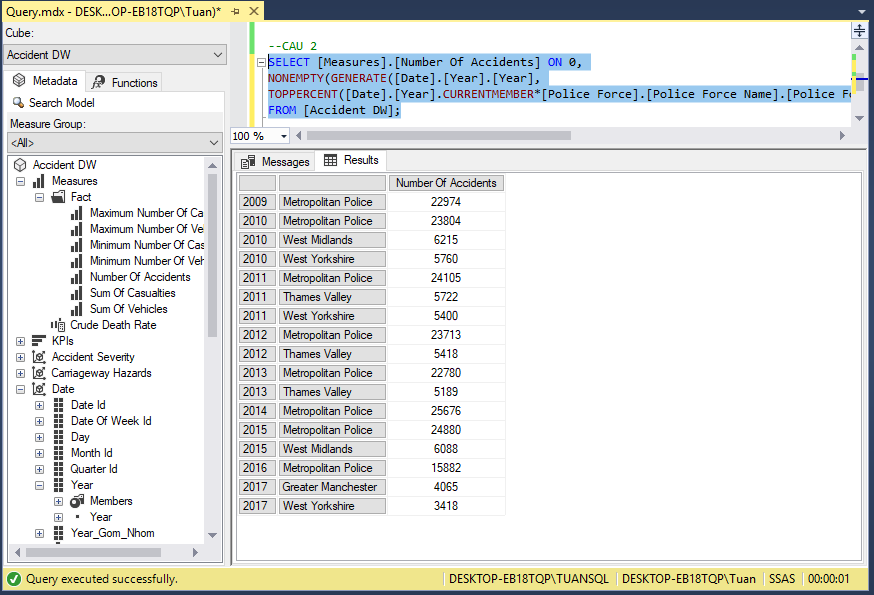 Query.mdx - DESK...OP-EB18TQP\Tuan)*
Cube:
Accident DW
Metadata
Functions
Search Model
Measure Group:
<All>
Accident DW
Measures
Fact
Maximum Number Of Ca
Maximum Number Of Ve
Minimum Number Of Cas
Minimum Number Of Veh
Number Of Accidents
Sum Of Casualties
Sum Of Vehicles
Crude Death Rate
KPIs
Accident Severity
Carriageway Hazards
Date
Date Id
Date Of Week Id
Day
Month Id
Quarter Id
Year
Members
Year
Year_Gom_Nhom
--CAU 2
SELECT [Measures].[Number Of Accidents] ON 0,
NONEMPTY(GENERATE([Date].[Year].[Year],
TOPPERCENT([Date].[Year].CURRENTMEMBER*[Police Force].[Police Force Name].[Police Fo
FROM [Accident DW];
100 %
Messages
Results
Number Of Accidents
2009 Metropolitan Police 22974
2010 Metropolitan Police 23804
2010 West Midlands 6215
2010 West Yorkshire 5760
2011 Metropolitan Police 24105
2011 Thames Valley 5722
2011 West Yorkshire 5400
2012 Metropolitan Police 23713
2012 Thames Valley 5418
2013 Metropolitan Police 22780
2013 Thames Valley 5189
2014 Metropolitan Police 25676
2015 Metropolitan Police 24880
2015 West Midlands 6088
2016 Metropolitan Police 15882
2017 Greater Manchester 4065
2017 West Yorkshire 3418
Query executed successfully.
DESKTOP-EB18TQP\TUANSQL
DESKTOP-EB18TQP\Tuan
SSAS
00:00:01